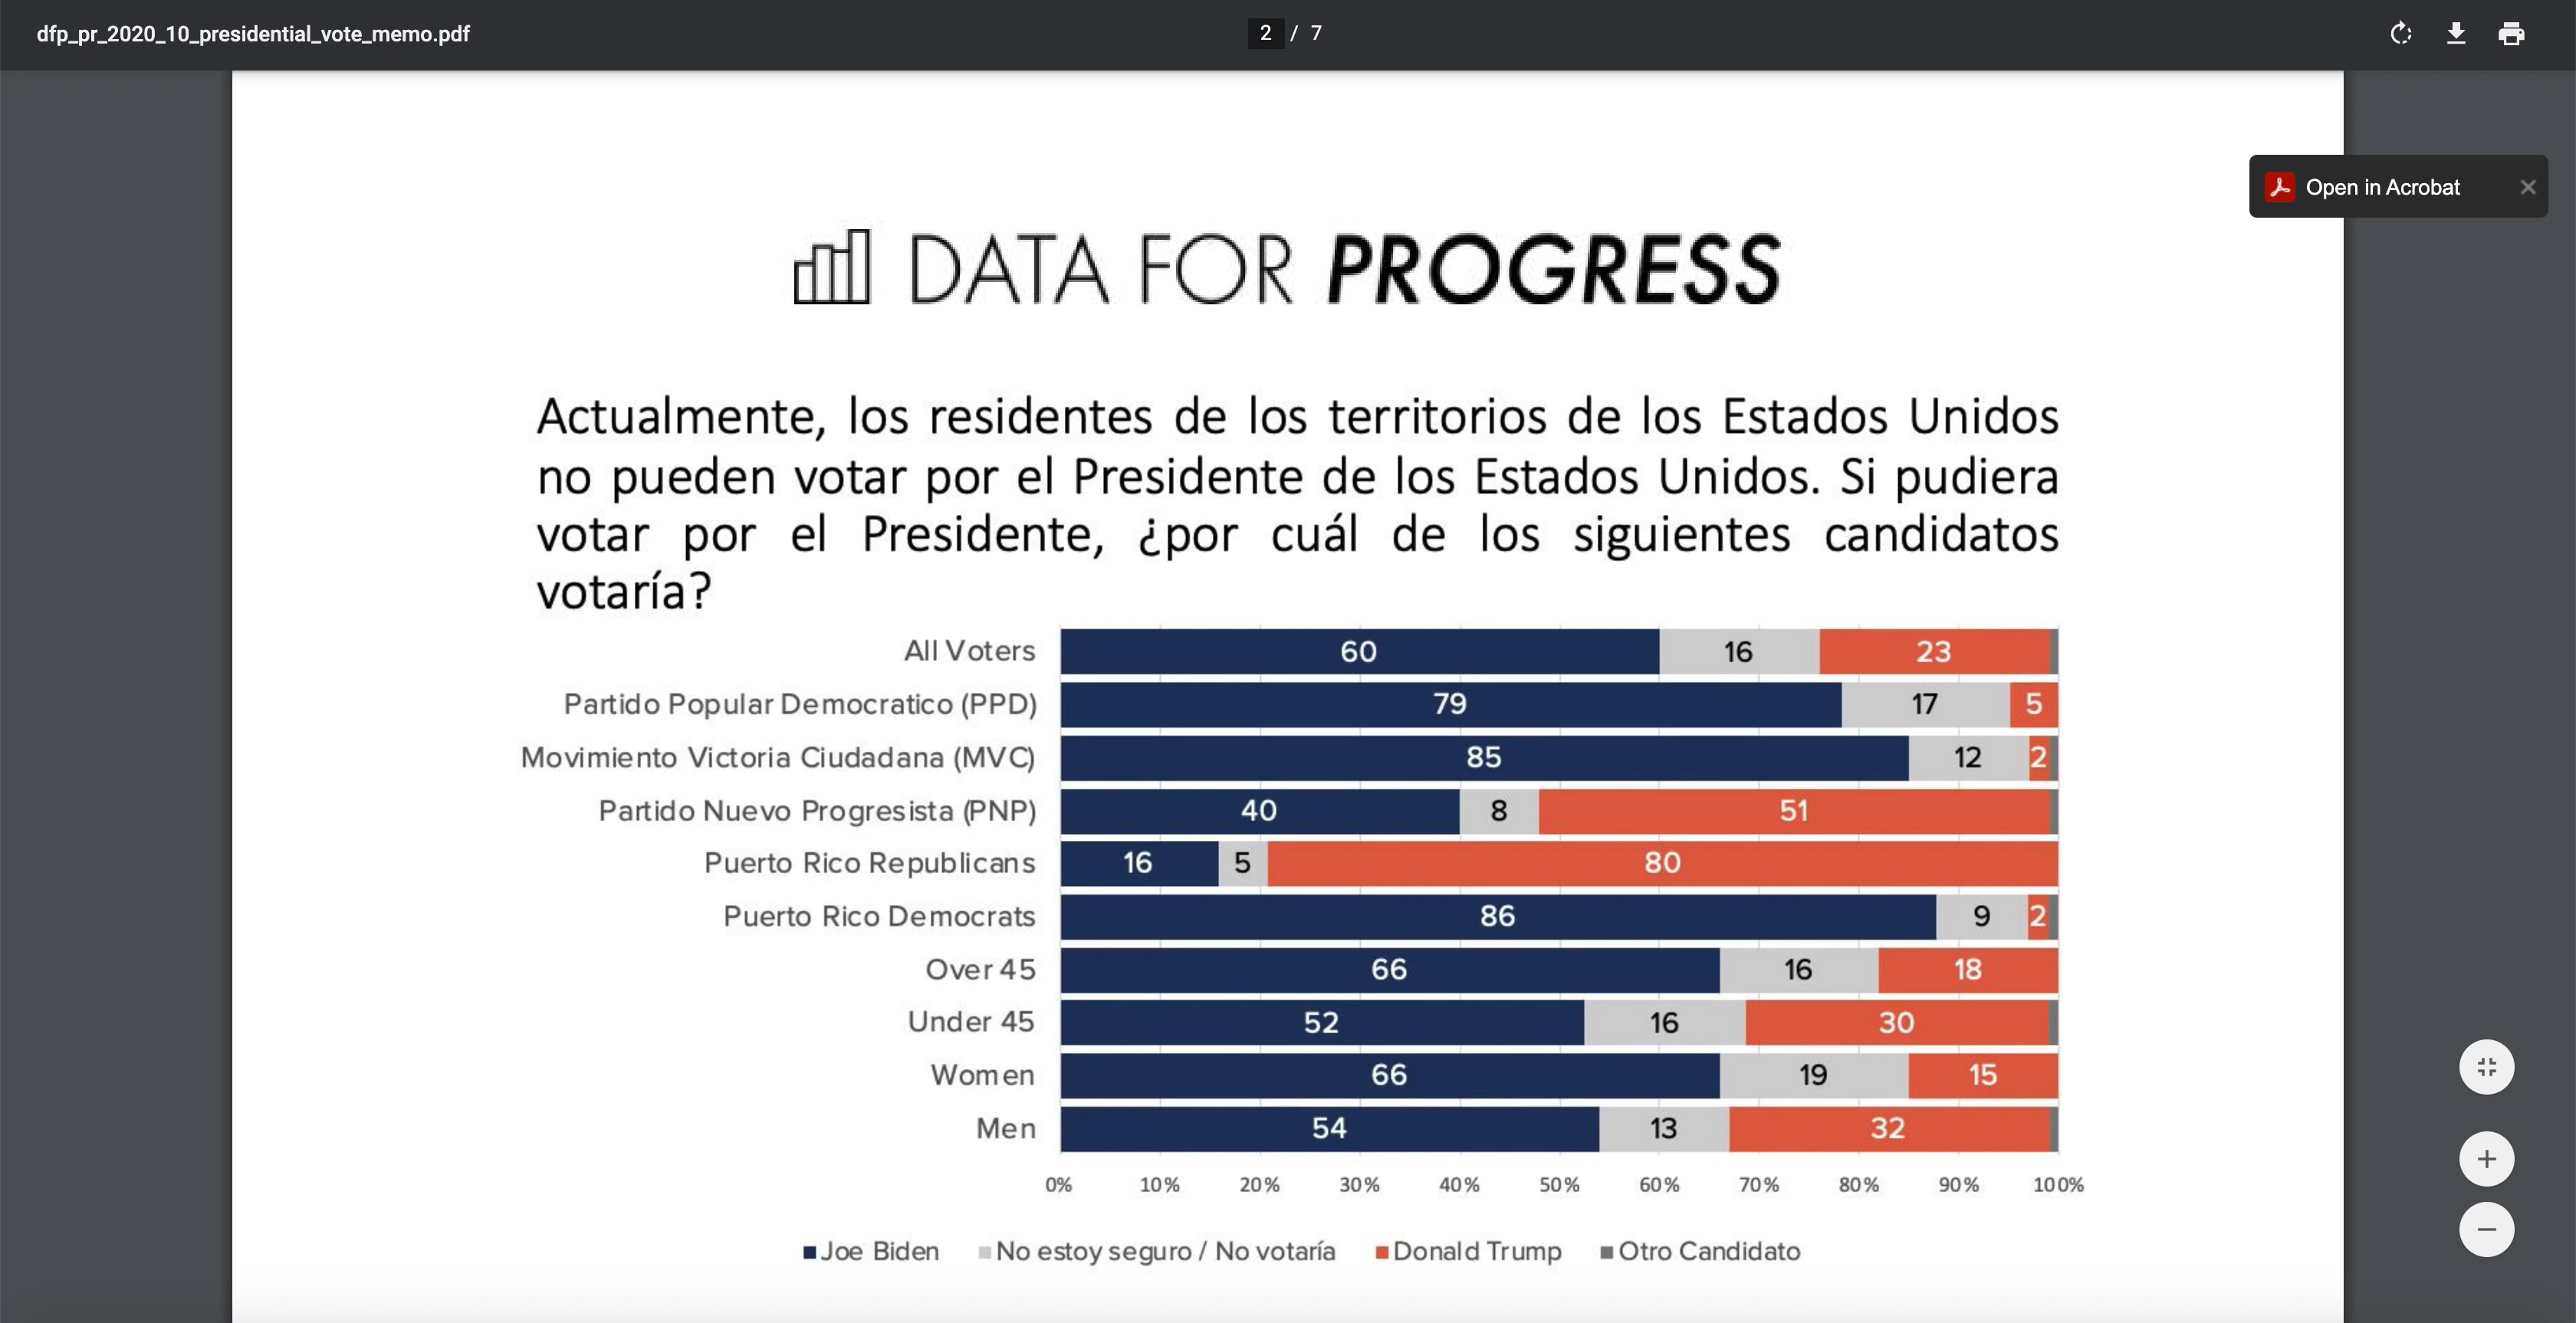 dfp_pr_2020_10_presidential_vote_memo.pdf
2 / 7
Open in Acrobat
DATA FOR PROGRESS
Actualmente, los residentes de los territorios de los Estados Unidos
no pueden votar por el Presidente de los Estados Unidos. Si pudiera
votar por el Presidente, ¿por cuál de los siguientes candidatos
votaría?
All Voters 60 16 23
Partido Popular Democratico (PPD) 79 17 5
Movimiento Victoria Ciudadana (MVC) 85 12 2
Partido Nuevo Progresista (PNP) 40 8 51
Puerto Rico Republicans 16 5 80
Puerto Rico Democrats 86 9 2
Over 45 66 16 18
Under 45 52 16 30
Women 66 19 15
Men 54 13 32
0% 10% 20% 30% 40% 50% 60% 70% 80% 90% 100%
Joe Biden No estoy seguro / No votaría Donald Trump Otro Candidato